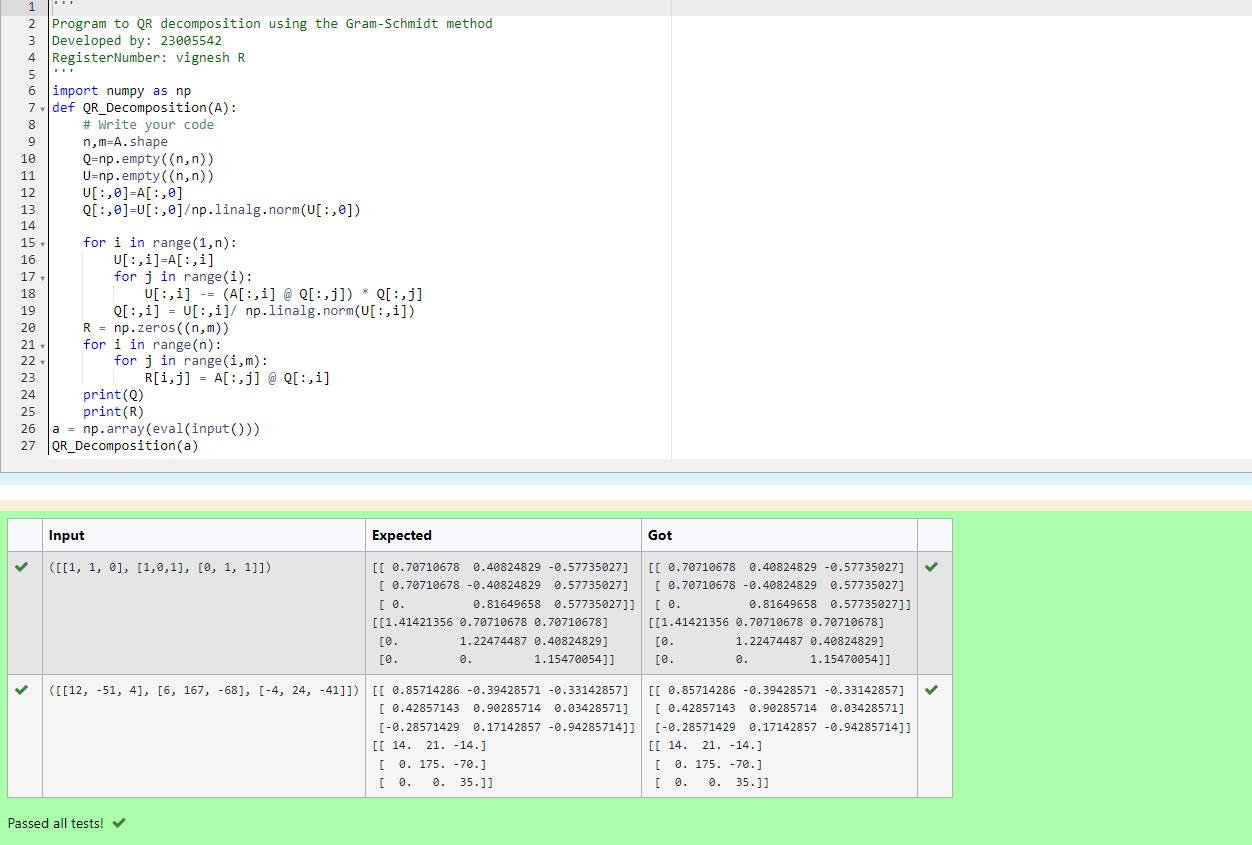 1 '''
2 Program to QR decomposition using the Gram-Schmidt method
3 Developed by: 23005542
4 RegisterNumber: vignesh R
5 '''
6 import numpy as np
7 def QR_Decomposition(A):
8     # Write your code
9     n,m=A.shape
10     Q=np.empty((n,n))
11     U=np.empty((n,n))
12     U[:,0]=A[:,0]
13     Q[:,0]=U[:,0]/np.linalg.norm(U[:,0])
14
15     for i in range(1,n):
16         U[:,i]=A[:,i]
17         for j in range(i):
18             U[:,i] -= (A[:,i] @ Q[:,j]) * Q[:,j]
19         Q[:,i] = U[:,i]/ np.linalg.norm(U[:,i])
20     R = np.zeros((n,m))
21     for i in range(n):
22         for j in range(i,m):
23             R[i,j] = A[:,j] @ Q[:,i]
24     print(Q)
25     print(R)
26 a = np.array(eval(input()))
27 QR_Decomposition(a)
Input Expected Got
([[1, 1, 0], [1,0,1], [0, 1, 1]]) [[ 0.70710678  0.40824829 -0.57735027] [[ 0.70710678  0.40824829 -0.57735027]
[ 0.70710678 -0.40824829  0.57735027] [ 0.70710678 -0.40824829  0.57735027]
[ 0.          0.81649658  0.57735027]] [ 0.          0.81649658  0.57735027]]
[[1.41421356 0.70710678 0.70710678] [[1.41421356 0.70710678 0.70710678]
[0.         1.22474487 0.40824829] [0.         1.22474487 0.40824829]
[0.         0.         1.15470054]] [0.         0.         1.15470054]]
([[12, -51, 4], [6, 167, -68], [-4, 24, -41]]) [[ 0.85714286 -0.39428571 -0.33142857] [[ 0.85714286 -0.39428571 -0.33142857]
[ 0.42857143  0.90285714  0.03428571] [ 0.42857143  0.90285714  0.03428571]
[-0.28571429  0.17142857 -0.94285714]] [-0.28571429  0.17142857 -0.94285714]]
[[ 14.  21. -14.] [[ 14.  21. -14.]
[  0. 175. -70.] [  0. 175. -70.]
[  0.   0.  35.]] [  0.   0.  35.]]
Passed all tests!